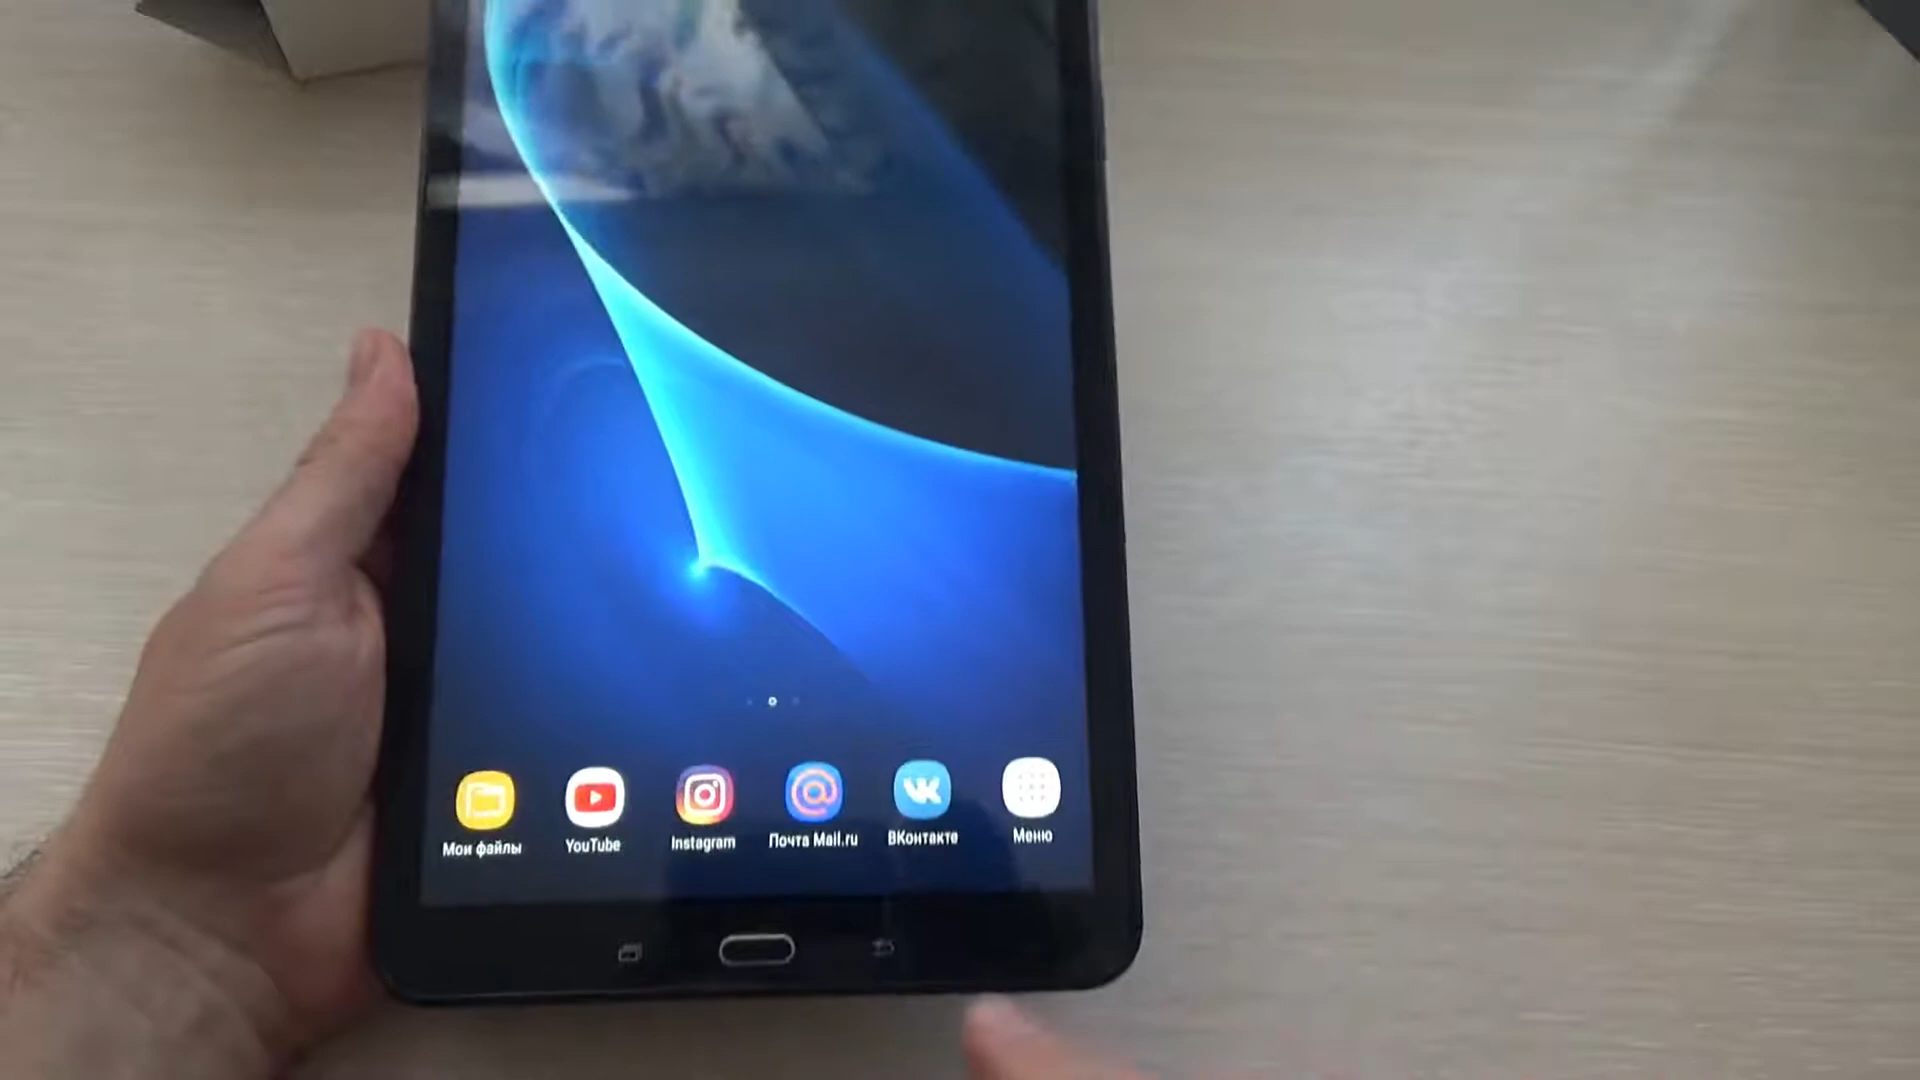 Мои файлы
YouTube
Instagram
Почта Mail.ru
ВКонтакте
Меню